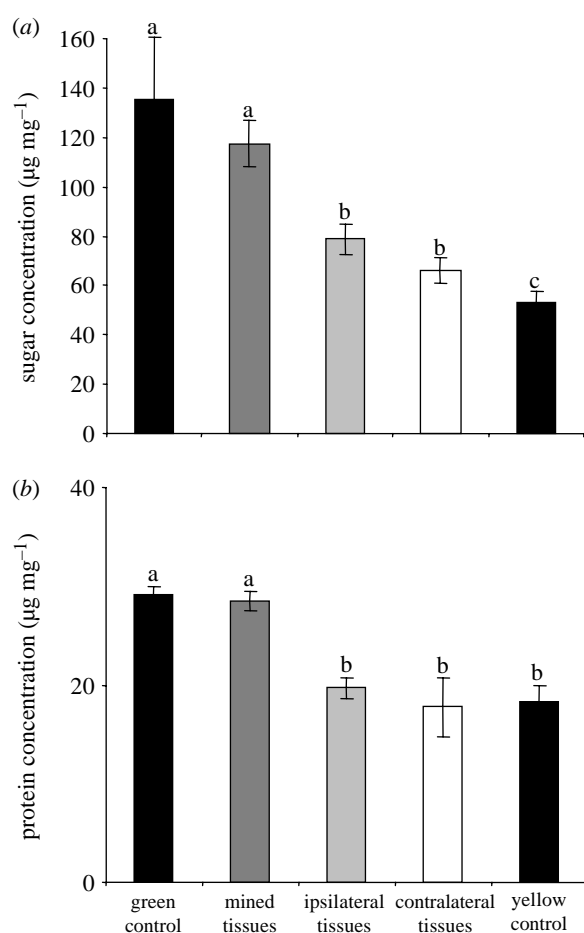 (a)
sugar concentration (µg mg⁻¹)
160
140
120
100
80
60
40
20
0
a
a
b
b
c
(b)
protein concentration (µg mg⁻¹)
40
20
0
a
a
b
b
b
green control
mined tissues
ipsilateral tissues
contralateral tissues
yellow control